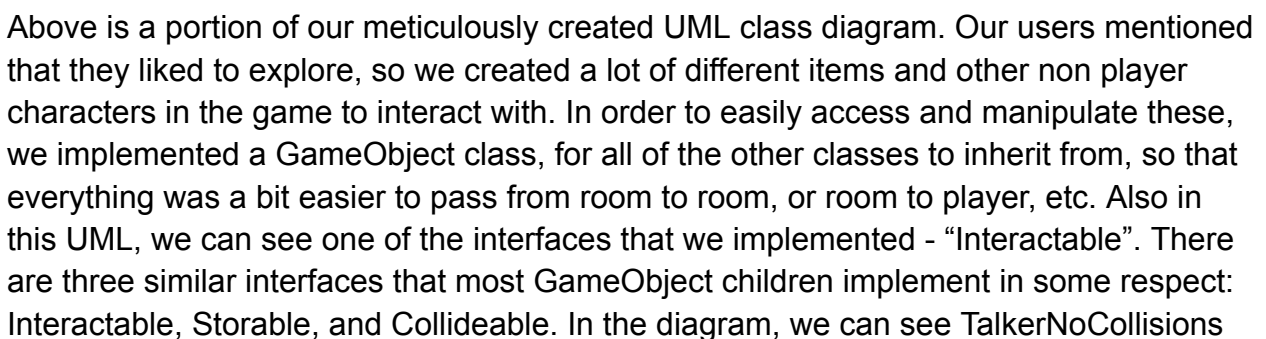 Above is a portion of our meticulously created UML class diagram. Our users mentioned
that they liked to explore, so we created a lot of different items and other non player
characters in the game to interact with. In order to easily access and manipulate these,
we implemented a GameObject class, for all of the other classes to inherit from, so that
everything was a bit easier to pass from room to room, or room to player, etc. Also in
this UML, we can see one of the interfaces that we implemented - “Interactable”. There
are three similar interfaces that most GameObject children implement in some respect:
Interactable, Storable, and Collideable. In the diagram, we can see TalkerNoCollisions